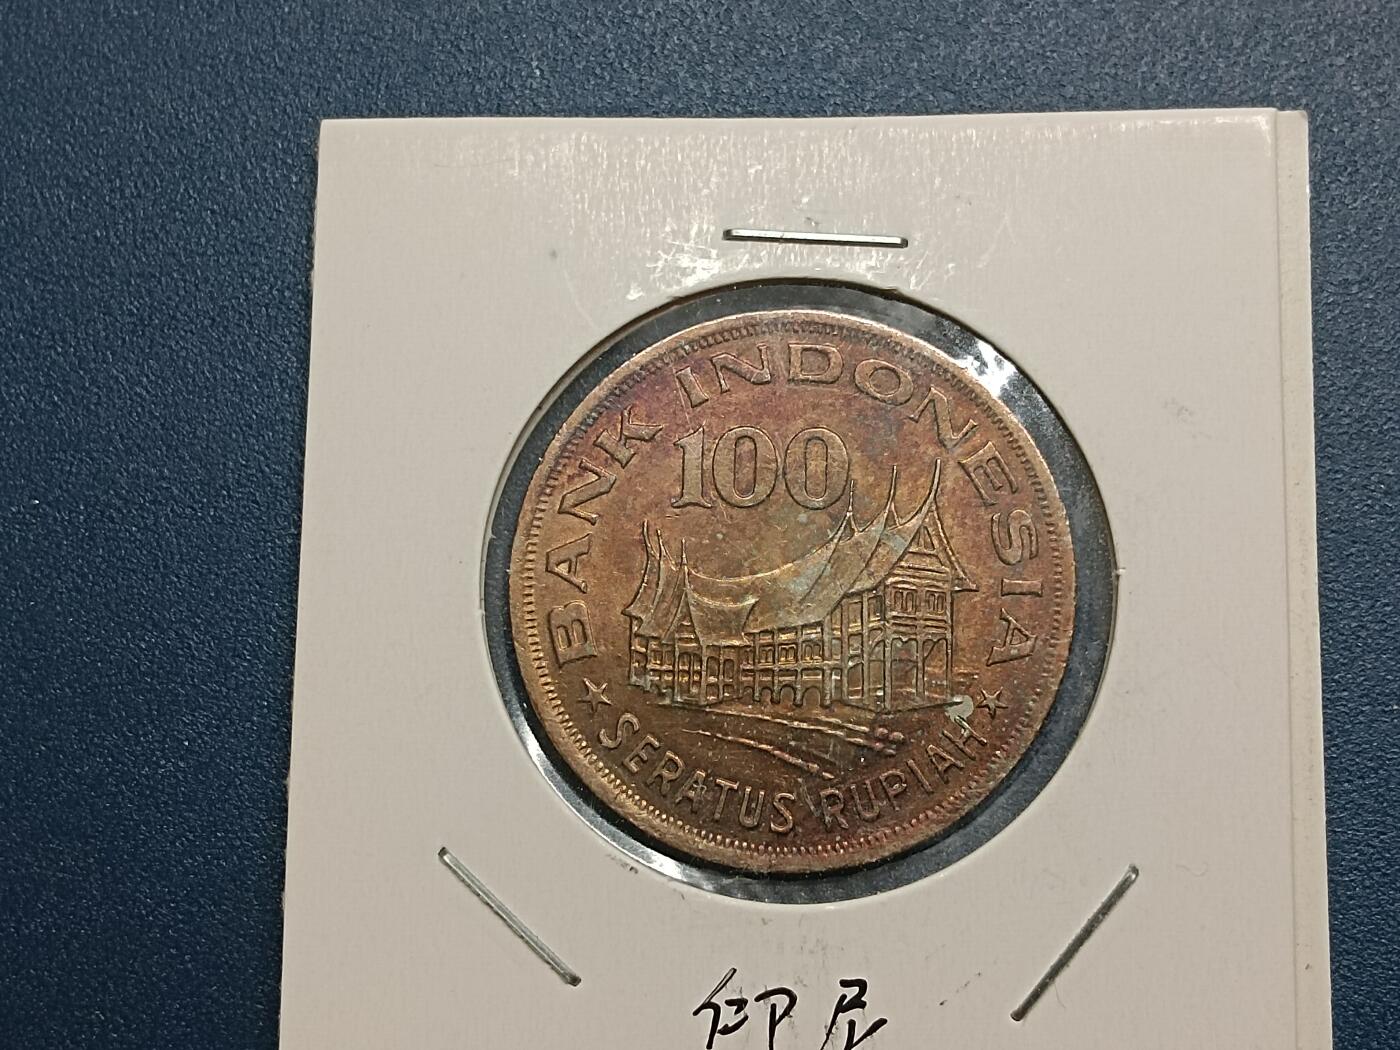 BANK INDONESIA
100
SERATUS RUPIAH
印尼